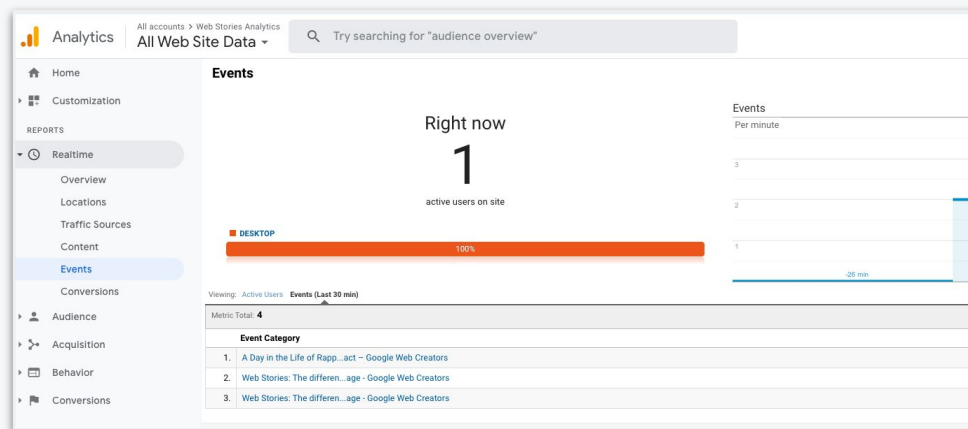 Analytics
All accounts > Web Stories Analytics
All Web Site Data
Try searching for "audience overview"
Home
Customization
REPORTS
Realtime
Overview
Locations
Traffic Sources
Content
Events
Conversions
Audience
Acquisition
Behavior
Conversions
Events
Right now
1
active users on site
DESKTOP
100%
Events
Per minute
3
2
1
-26 min
Viewing: Active Users Events (Last 30 min)
Metric Total: 4
Event Category
1. A Day in the Life of Rapp...act – Google Web Creators
2. Web Stories: The differen...age - Google Web Creators
3. Web Stories: The differen...age - Google Web Creators